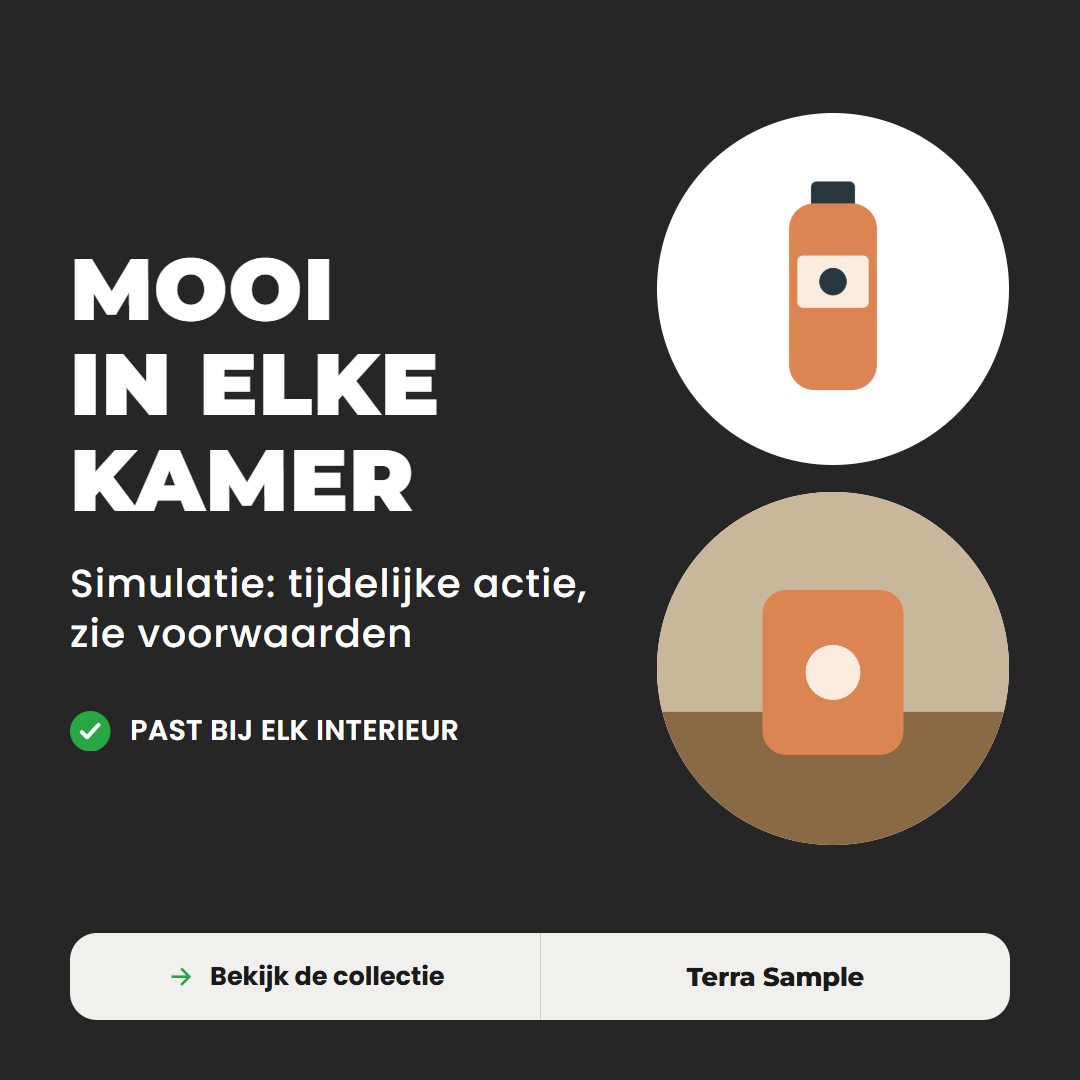 MOOI
IN ELKE
KAMER
Simulatie: tijdelijke actie,
zie voorwaarden
PAST BIJ ELK INTERIEUR
Bekijk de collectie
Terra Sample